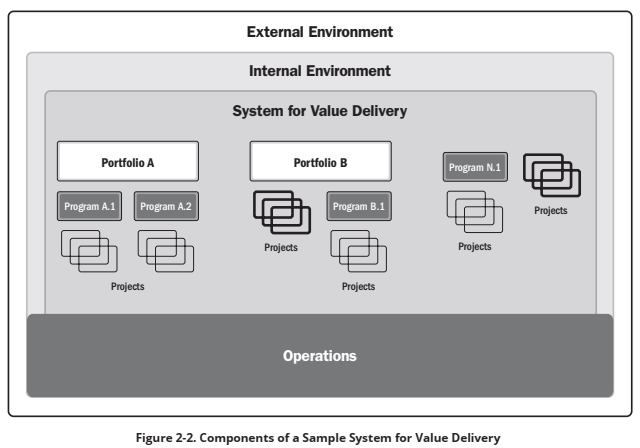 External Environment
Internal Environment
System for Value Delivery
Portfolio A
Portfolio B
Program N.1
Program A.1
Program A.2
Program B.1
Projects
Projects
Projects
Projects
Projects
Operations
Figure 2-2. Components of a Sample System for Value Delivery